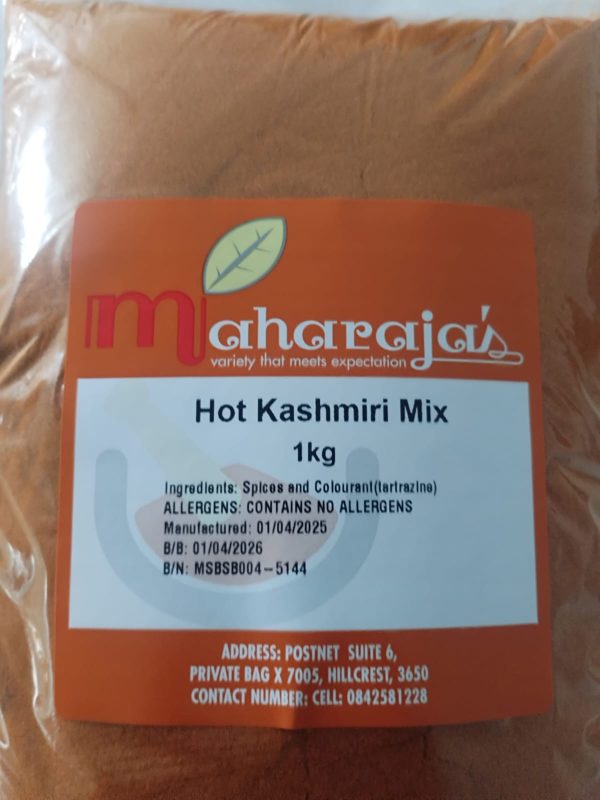 maharaja's
variety that meets expectation
Hot Kashmiri Mix
1kg
Ingredients: Spices and Colourant(tartrazine)
ALLERGENS: CONTAINS NO ALLERGENS
Manufactured: 01/04/2025
B/B: 01/04/2026
B/N: MSBSB004-5144
ADDRESS: POSTNET SUITE 6,
PRIVATE BAG X 7005, HILLCREST, 3650
CONTACT NUMBER: CELL: 0842581228